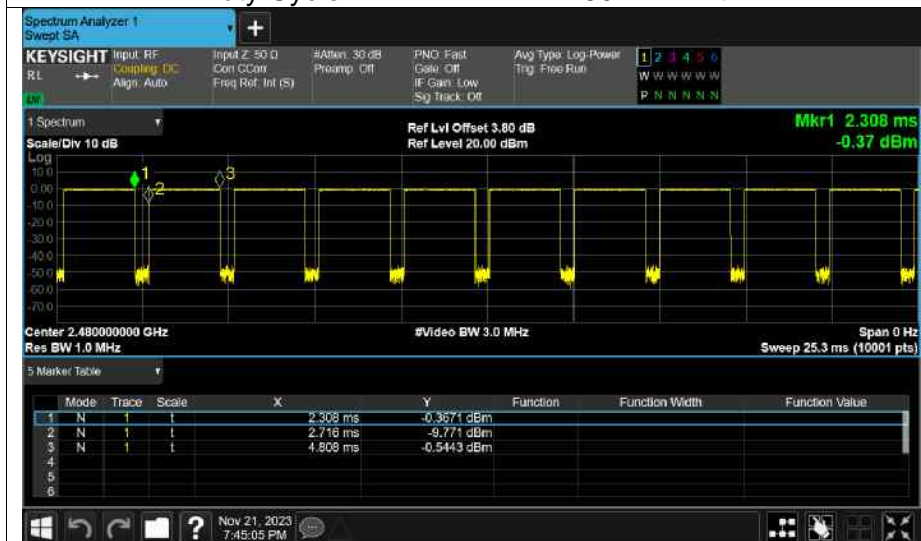 Spectrum Analyzer 1
Swept SA
+
KEYSIGHT Input: RF Input Z: 50 Ω #Atten: 30 dB PNO: Fast Avg Type: Log-Power 1 2 3 4 5 6
RL Coupling: DC Corr CCorr Preamp: Off Gate: Off Trig: Free Run W W W W W W
Align: Auto Freq Ref: Int (S) IF Gain: Low
Sig Track: Off P N N N N N
1 Spectrum Ref Lvl Offset 3.80 dB Mkr1 2.308 ms
Scale/Div 10 dB Ref Level 20.00 dBm -0.37 dBm
Log
10.0
0.00
-10.0
-20.0
-30.0
-40.0
-50.0
-60.0
-70.0
1
2
3
Center 2.480000000 GHz #Video BW 3.0 MHz Span 0 Hz
Res BW 1.0 MHz Sweep 25.3 ms (10001 pts)
5 Marker Table
Mode Trace Scale X Y Function Function Width Function Value
1 N 1 t 2.308 ms -0.3671 dBm
2 N 1 t 2.716 ms -9.771 dBm
3 N 1 t 4.808 ms -0.5443 dBm
4
5
6
? Nov 21, 2023
7:45:05 PM